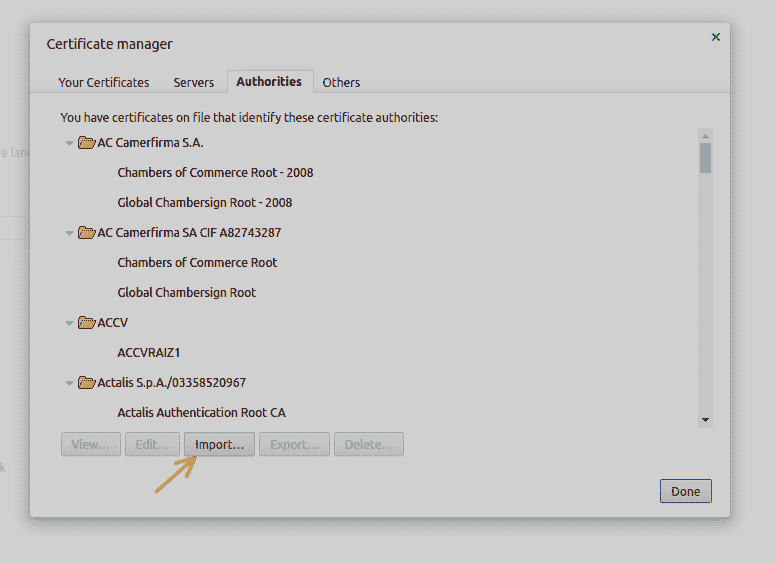 Certificate manager
Your Certificates Servers Authorities Others
You have certificates on file that identify these certificate authorities:
AC Camerfirma S.A.
Chambers of Commerce Root - 2008
Global Chambersign Root - 2008
AC Camerfirma SA CIF A82743287
Chambers of Commerce Root
Global Chambersign Root
ACCV
ACCVRAIZ1
Actalis S.p.A./03358520967
Actalis Authentication Root CA
View... Edit... Import... Export... Delete...
Done